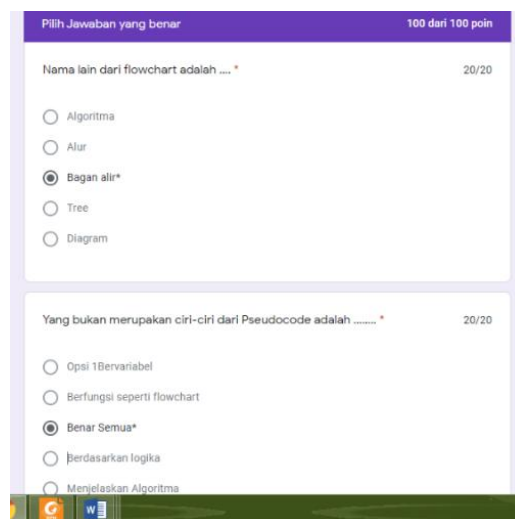 Pilih Jawaban yang benar 100 dari 100 poin
Nama lain dari flowchart adalah .... * 20/20
Algoritma
Alur
Bagan alir*
Tree
Diagram
Yang bukan merupakan ciri-ciri dari Pseudocode adalah ........ * 20/20
Opsi 1Bervariabel
Berfungsi seperti flowchart
Benar Semua*
Berdasarkan logika
Menjelaskan Algoritma
W